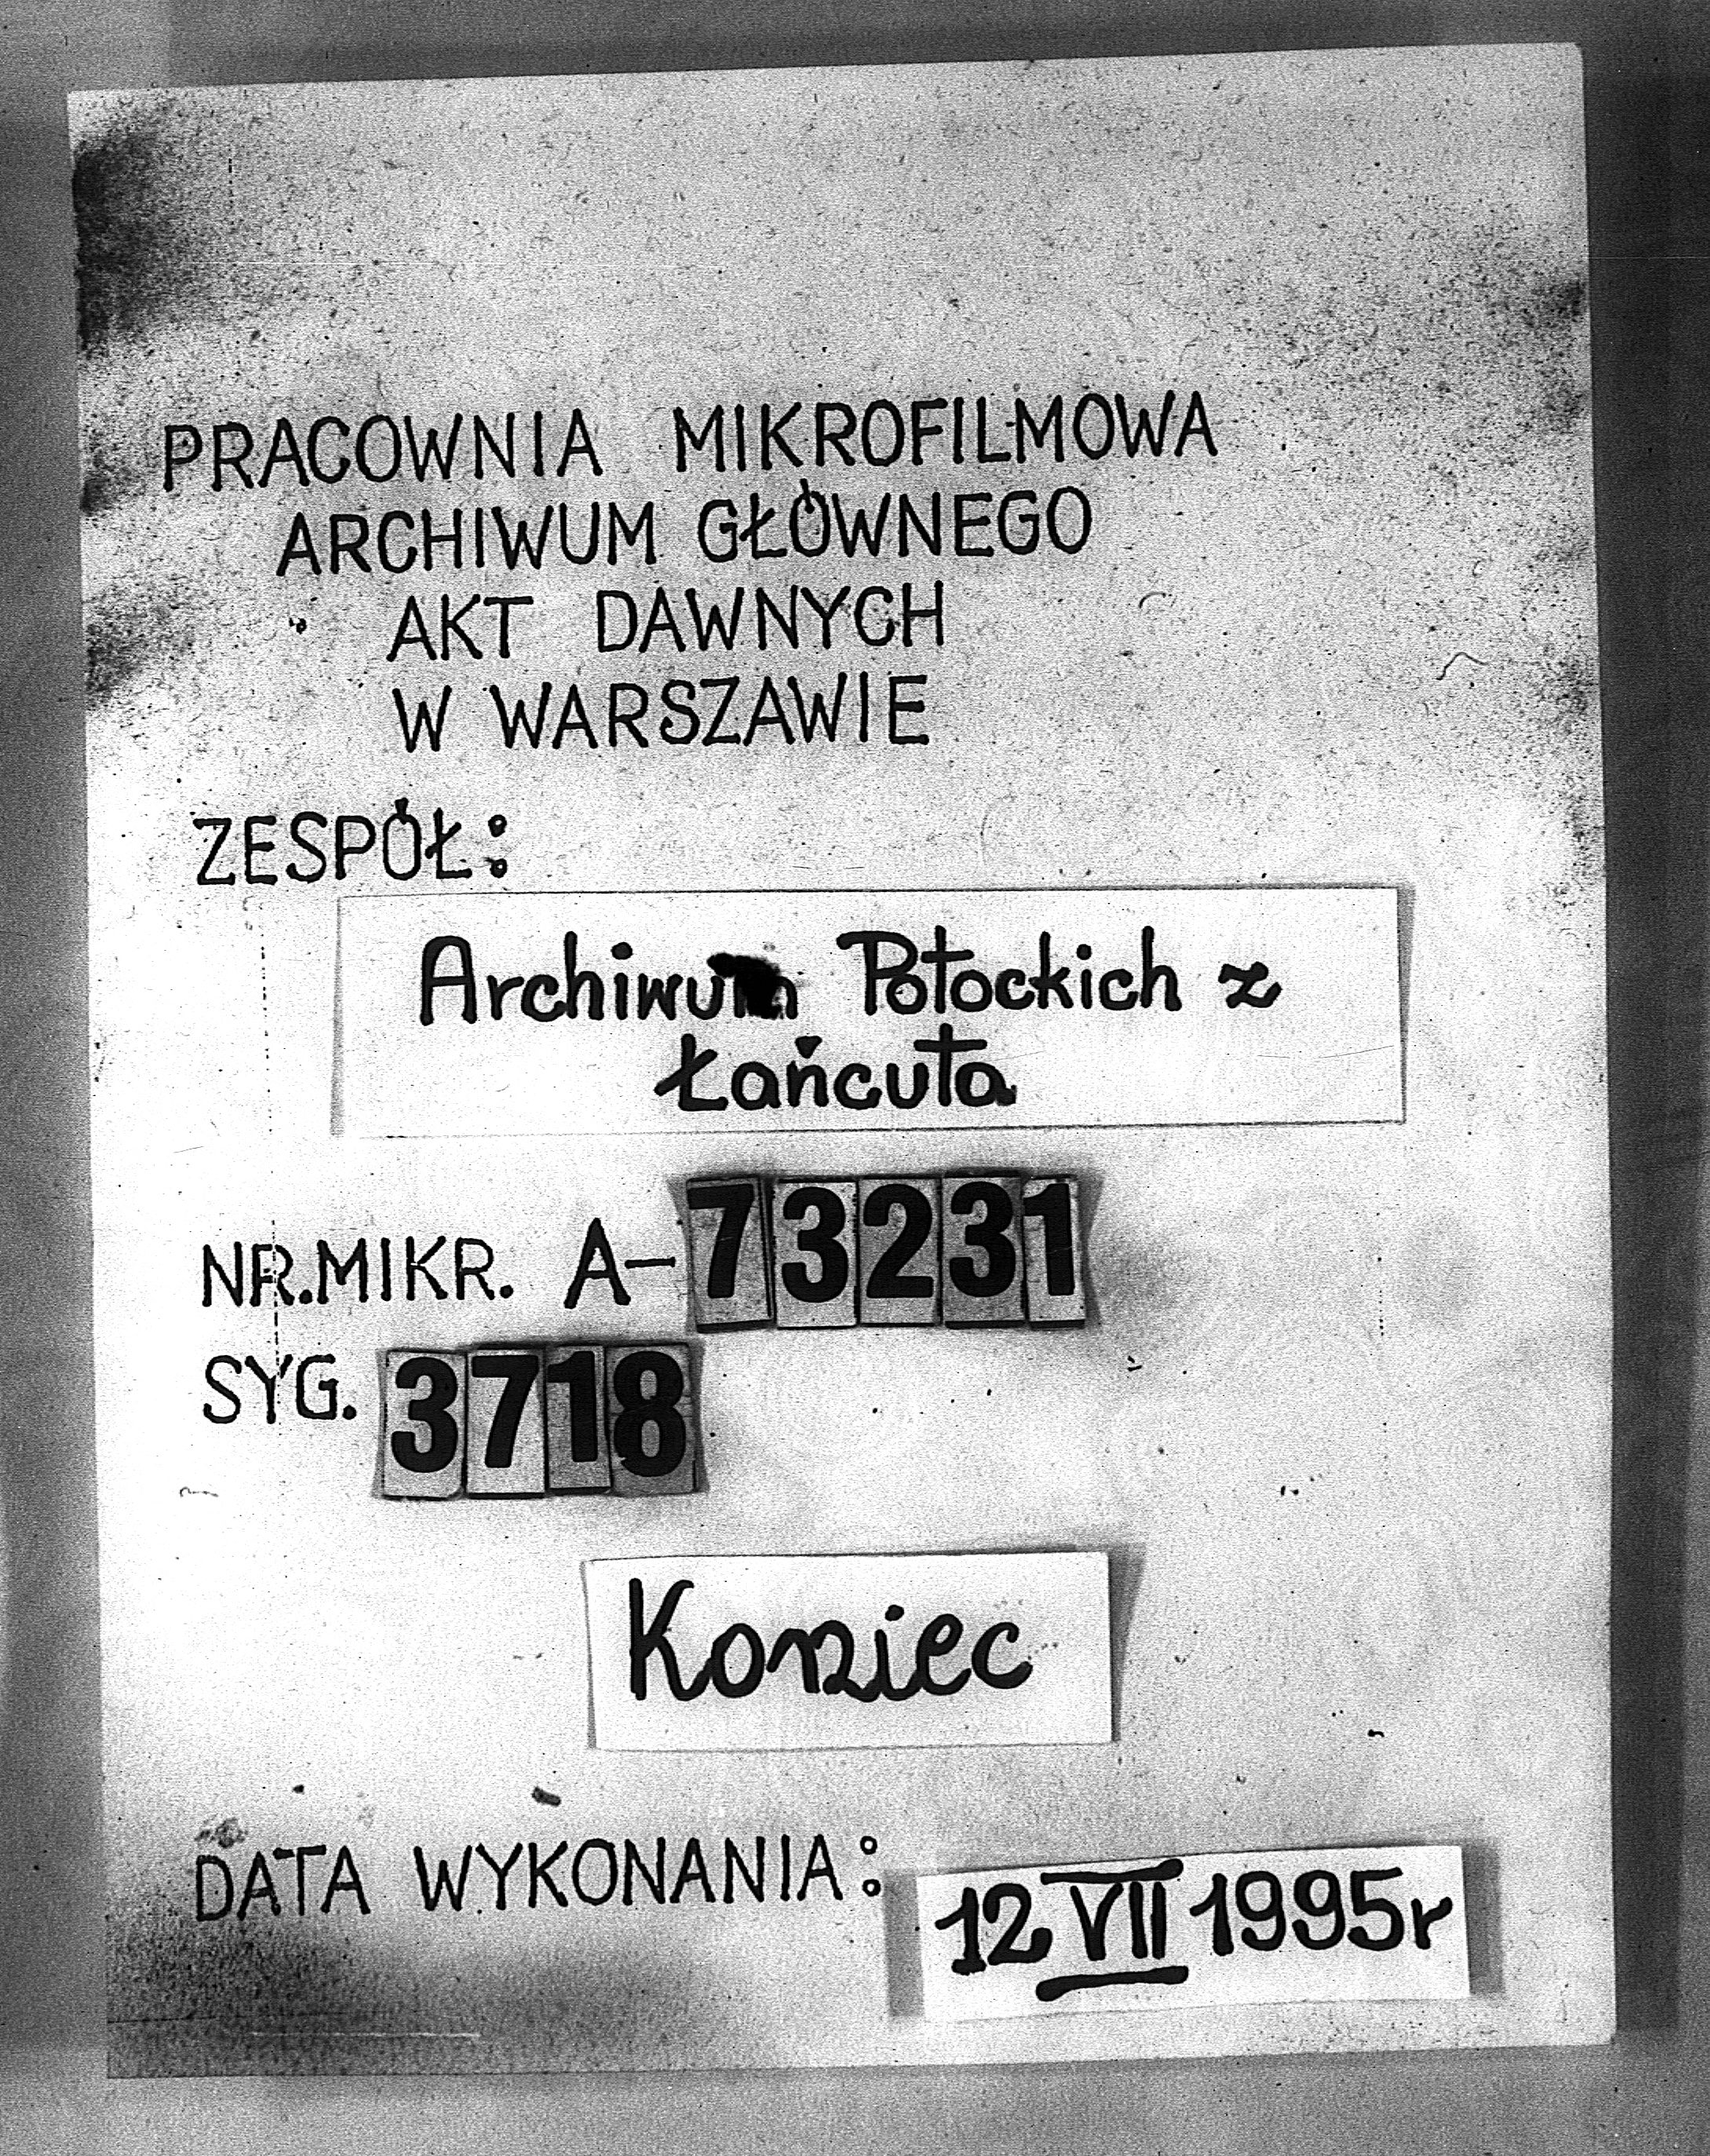 PRACOWNIA MIKROFILMOWA
ARCHIWUM GŁÓWNEGO
AKT DAWNYCH
W WARSZAWIE
ZESPÓŁ:
Archiwum Potockich z
Łańcuta
NR.MIKR. A-73231
SYG. 3718
Koniec
DATA WYKONANIA: 12 VII 1995r